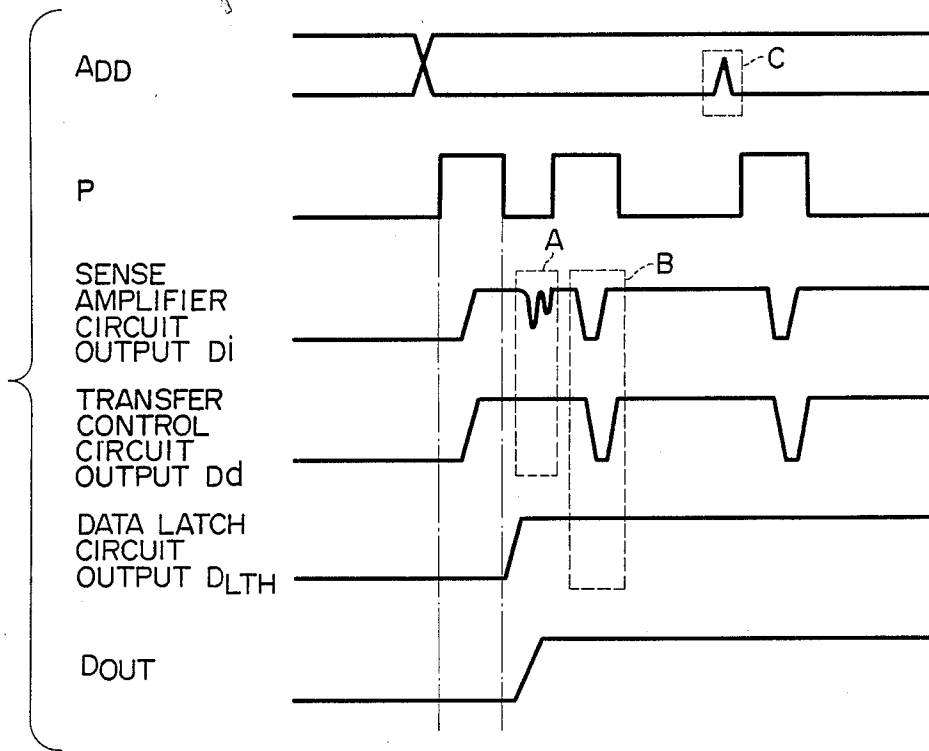 ADD
C
P
A
B
SENSE
AMPLIFIER
CIRCUIT
OUTPUT Di
TRANSFER
CONTROL
CIRCUIT
OUTPUT Dd
DATA LATCH
CIRCUIT
OUTPUT DLTH
DOUT